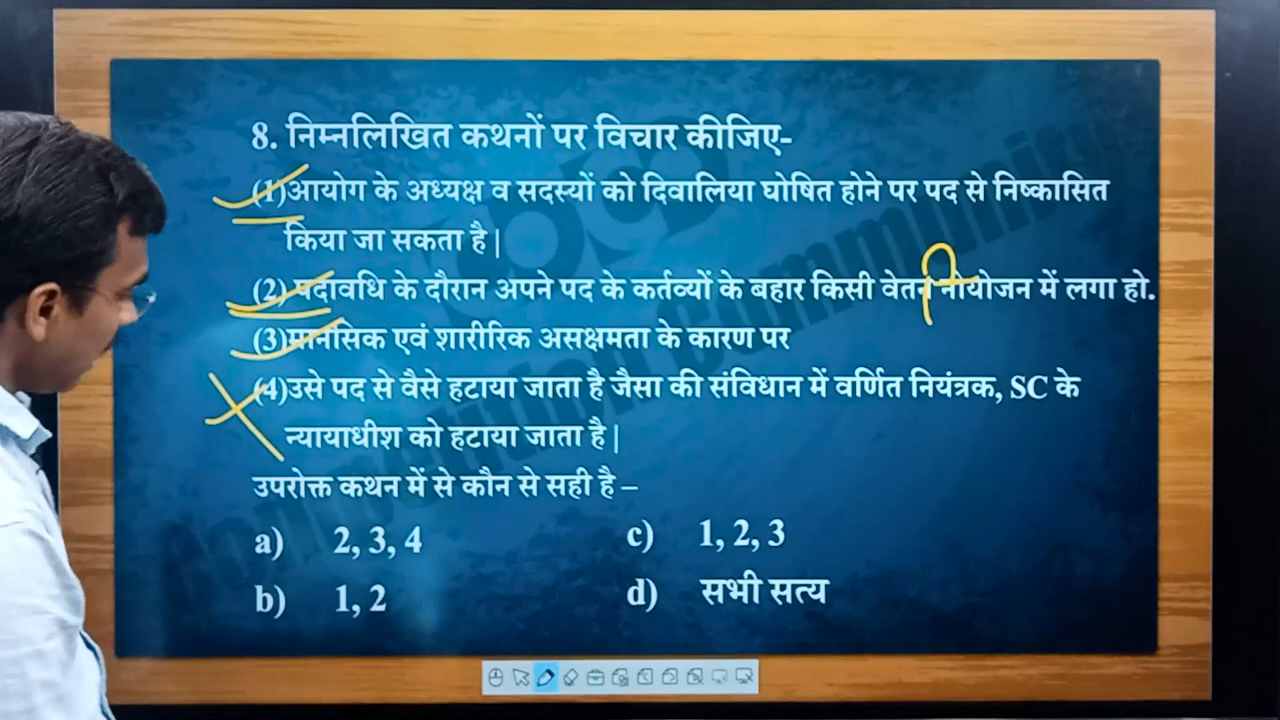 8. निम्नलिखित कथनों पर विचार कीजिए-
(1)आयोग के अध्यक्ष व सदस्यों को दिवालिया घोषित होने पर पद से निष्कासित
किया जा सकता है |
(2) पदावधि के दौरान अपने पद के कर्तव्यों के बहार किसी वेतन नीयोजन में लगा हो.
(3)मानसिक एवं शारीरिक असक्षमता के कारण पर
(4)उसे पद से वैसे हटाया जाता है जैसा की संविधान में वर्णित नियंत्रक, SC के
न्यायाधीश को हटाया जाता है |
उपरोक्त कथन में से कौन से सही है –
a) 2, 3, 4 c) 1, 2, 3
b) 1, 2 d) सभी सत्य
Competition Community